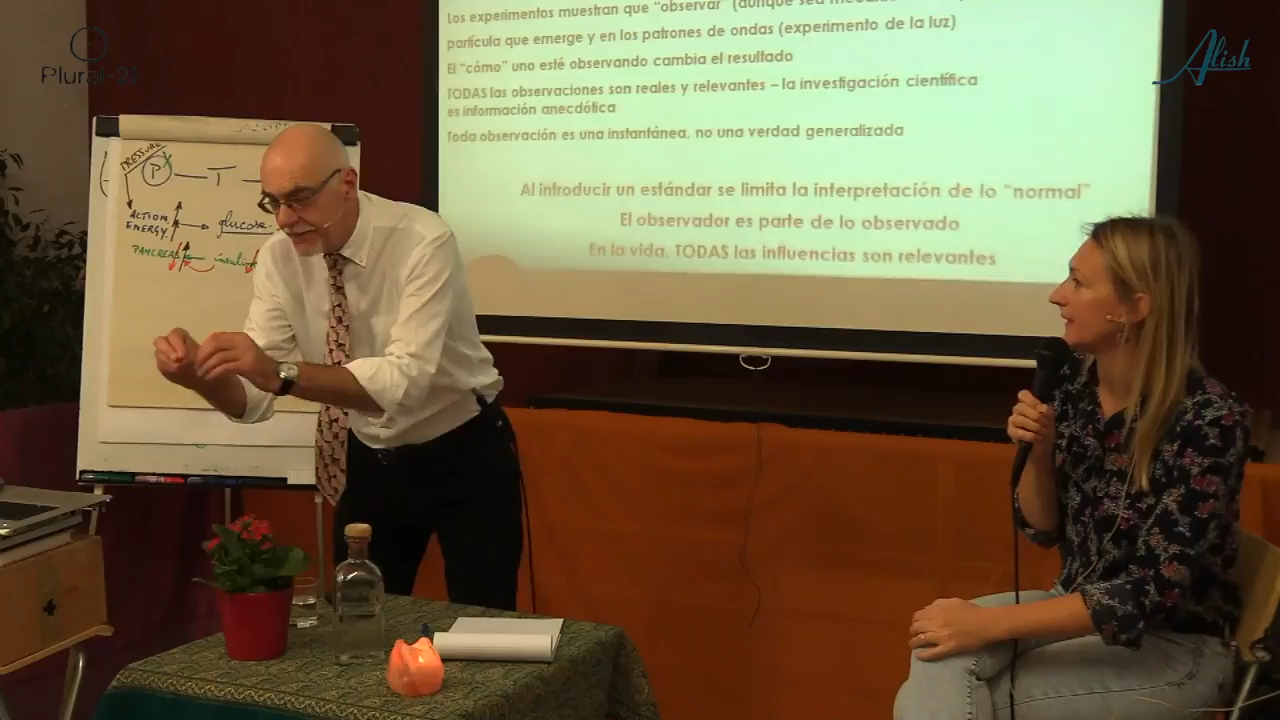 Los experimentos muestran que "observar" (aunque sea
partícula que emerge y en los patrones de ondas (experimento de la luz)
El "cómo" uno esté observando cambia el resultado
TODAS las observaciones son reales y relevantes – la investigación científica
es información anecdótica
Toda observación es una instantánea, no una verdad generalizada
Al introducir un estándar se limita la interpretación de lo "normal"
El observador es parte de lo observado
En la vida, TODAS las influencias son relevantes
Plural-21
Alish
PRESSURE
P X T
ACTION
ENERGY. glucose.
PANCREAS insulin